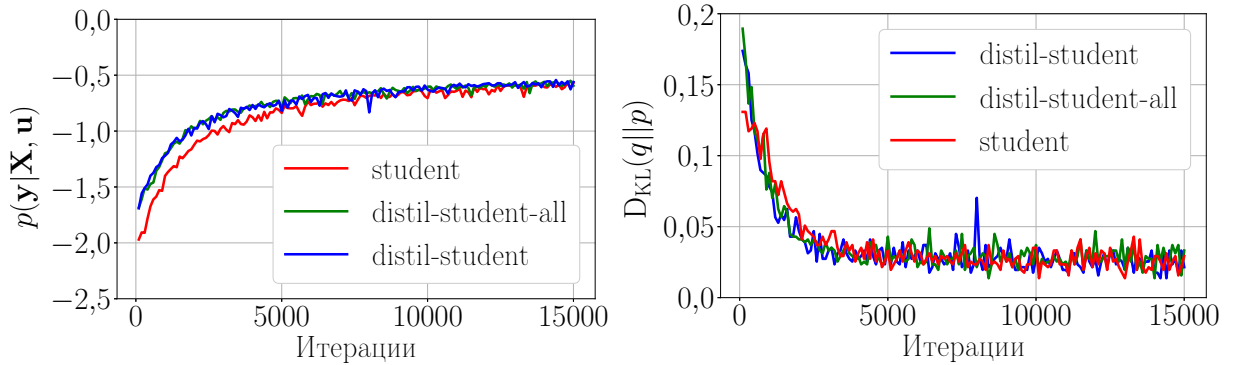 0,0
−0,5
−1,0
−1,5
−2,0
−2,5
p(y|X, u)
student
distil-student-all
distil-student
0
5000
10000
15000
Итерации
0,2
0,15
0,1
0,05
0,0
D_KL(q||p)
distil-student
distil-student-all
student
0
5000
10000
15000
Итерации